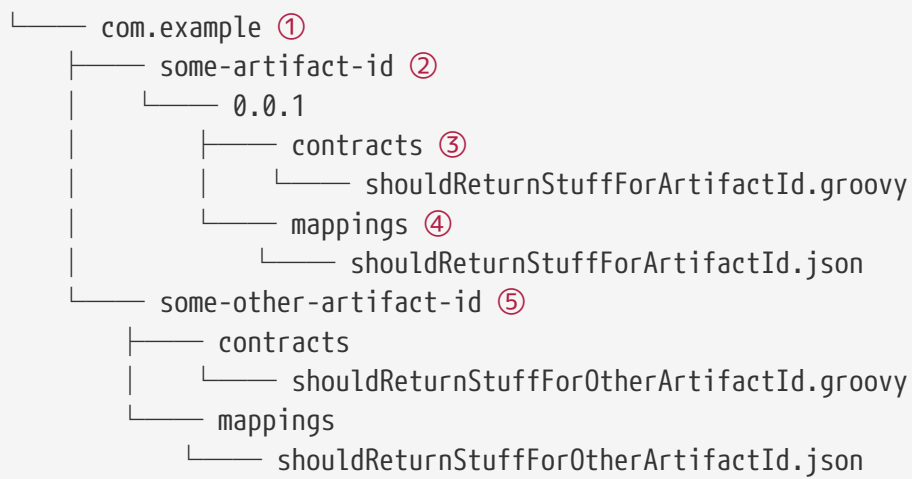 └─── com.example ①
    ├─── some-artifact-id ②
    │   └─── 0.0.1
    │       ├─── contracts ③
    │       │   └─── shouldReturnStuffForArtifactId.groovy
    │       └─── mappings ④
    │           └─── shouldReturnStuffForArtifactId.json
    └─── some-other-artifact-id ⑤
        ├─── contracts
        │   └─── shouldReturnStuffForOtherArtifactId.groovy
        └─── mappings
            └─── shouldReturnStuffForOtherArtifactId.json